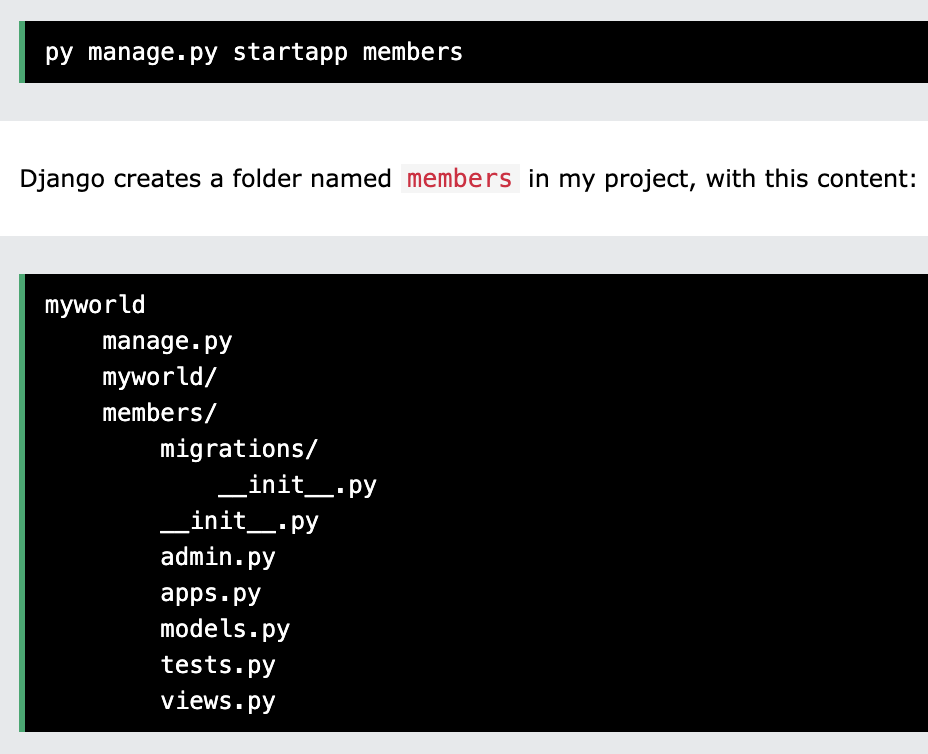 py manage.py startapp members
Django creates a folder named members in my project, with this content:
myworld
    manage.py
    myworld/
    members/
        migrations/
            __init__.py
        __init__.py
        admin.py
        apps.py
        models.py
        tests.py
        views.py